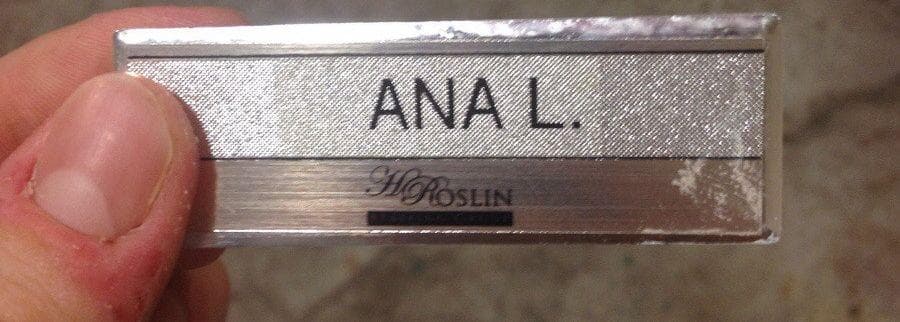 ANA L.
HROSLIN